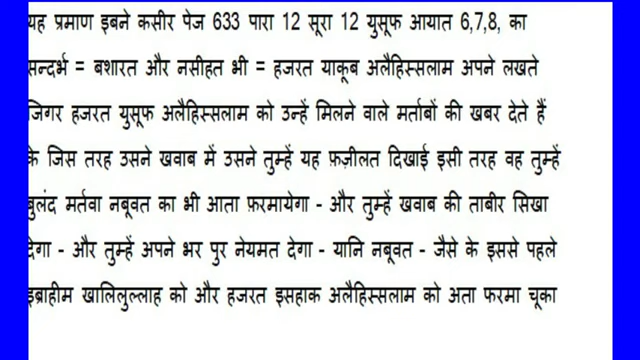 यह प्रमाण इबने कसीर पेज 633 पारा 12 सूरा 12 युसूफ आयात 6,7,8, का
सन्दर्भ = बशारत और नसीहत भी = हजरत याकूब अलैहिस्सलाम अपने लखते
जिगर हजरत युसूफ अलैहिस्सलाम को उन्हें मिलने वाले मर्ताबों की खबर देते हैं
के जिस तरह उसने खवाब में उसने तुम्हें यह फ़ज़ीलत दिखाई इसी तरह वह तुम्हें
बुलंद मर्तवा नबूवत का भी आता फ़रमायेगा - और तुम्हें खवाब की ताबीर सिखा
देगा - और तुम्हें अपने भर पुर नेयमत देगा - यानि नबूवत - जैसे के इससे पहले
इब्राहीम खालिलुल्लाह को और हजरत इसहाक अलैहिस्सलाम को अता फरमा चूका